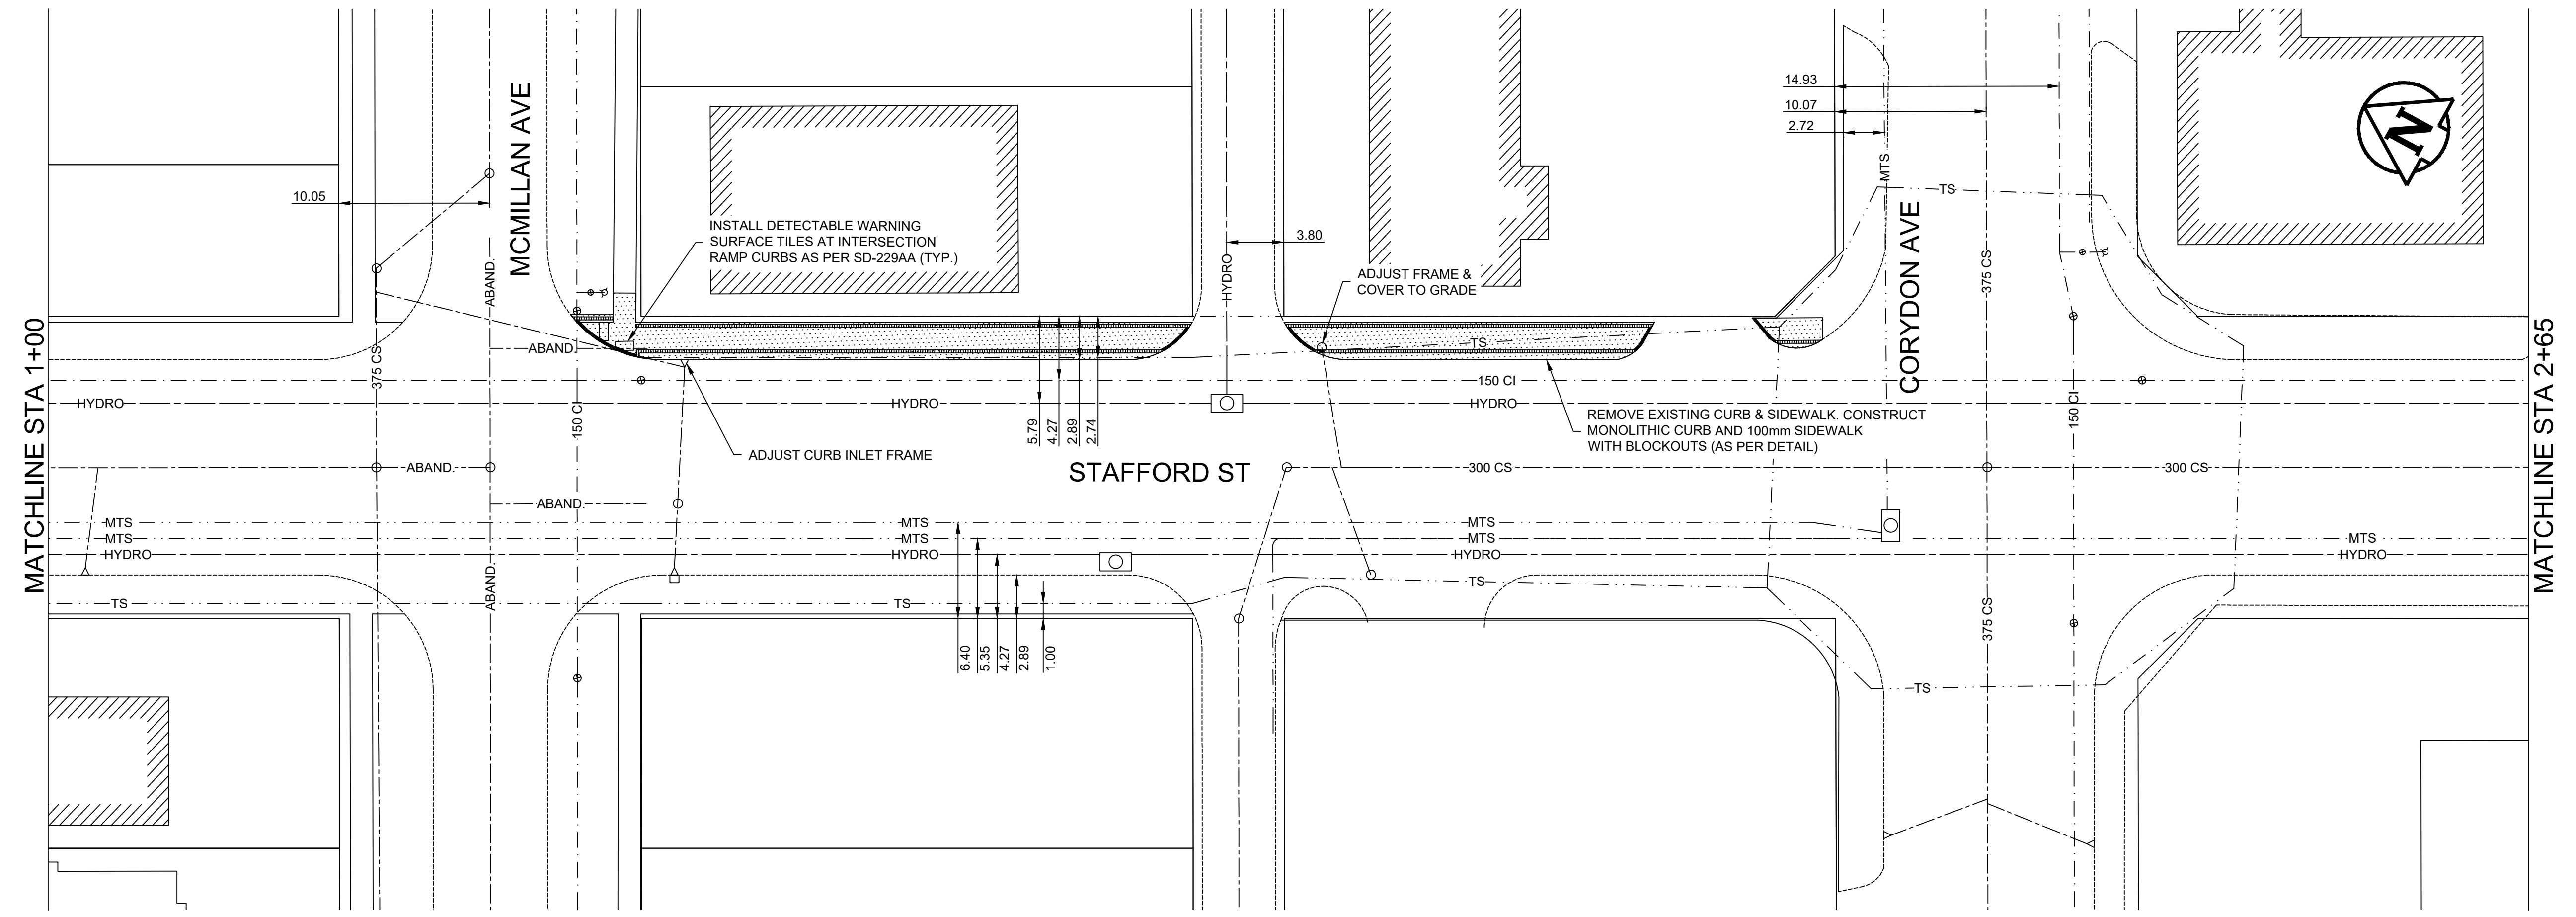 MATCHLINE STA 1+00
10.05
MCMILLAN AVE
ABAND.
INSTALL DETECTABLE WARNING
SURFACE TILES AT INTERSECTION
RAMP CURBS AS PER SD-229AA (TYP.)
HYDRO
3.80
ADJUST FRAME &
COVER TO GRADE
14.93
10.07
2.72
MTS
TS
CORYDON AVE
375 CS
N
375 CS
ABAND.
TS
150 CI
150 CI
HYDRO
HYDRO
HYDRO
150 CI
5.79
4.27
2.89
2.74
REMOVE EXISTING CURB & SIDEWALK. CONSTRUCT
MONOLITHIC CURB AND 100mm SIDEWALK
WITH BLOCKOUTS (AS PER DETAIL)
ADJUST CURB INLET FRAME
ABAND.
STAFFORD ST
300 CS
300 CS
ABAND.
MTS
MTS
MTS
MTS
MTS
MTS
MTS
HYDRO
HYDRO
HYDRO
HYDRO
ABAND.
TS
TS
TS
375 CS
6.40
5.35
4.27
2.89
1.00
TS
MATCHLINE STA 2+65